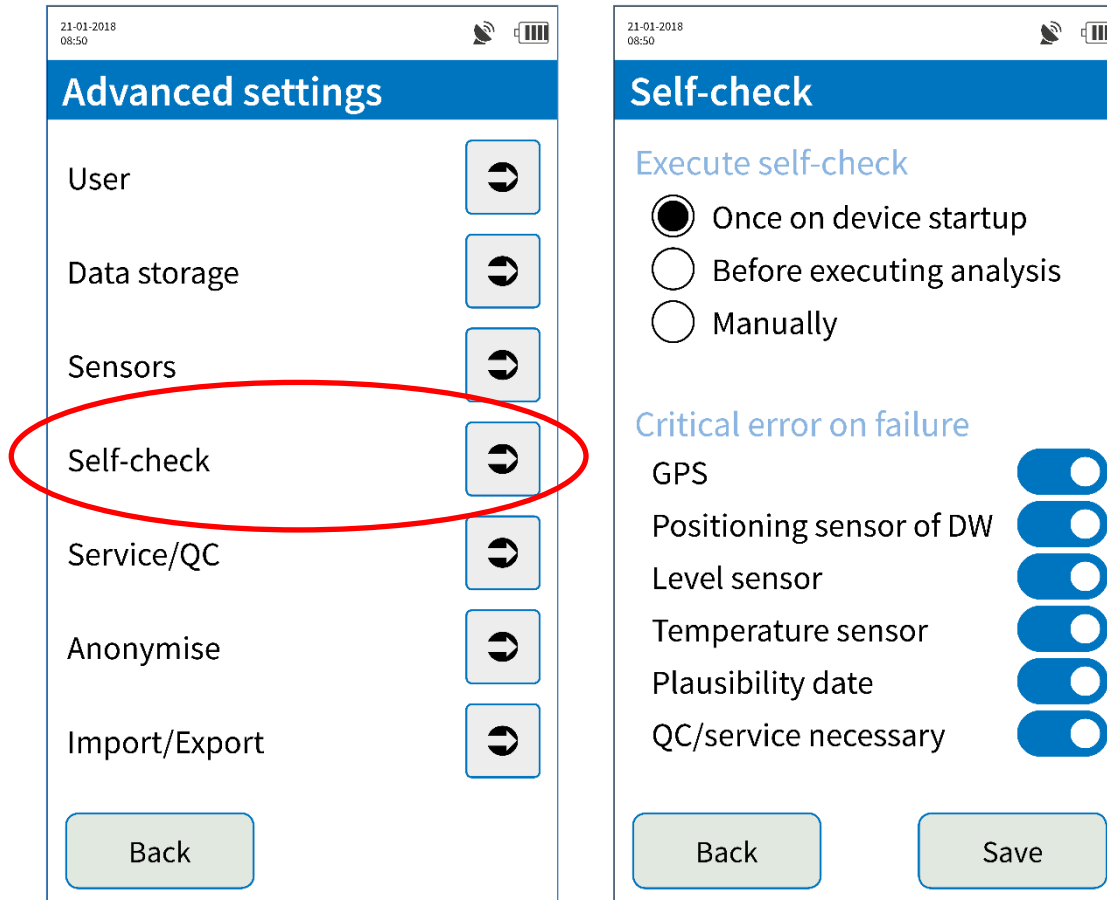 21-01-2018
08:50
Advanced settings
User
Data storage
Sensors
Self-check
Service/QC
Anonymise
Import/Export
Back
21-01-2018
08:50
Self-check
Execute self-check
Once on device startup
Before executing analysis
Manually
Critical error on failure
GPS
Positioning sensor of DW
Level sensor
Temperature sensor
Plausibility date
QC/service necessary
Back Save